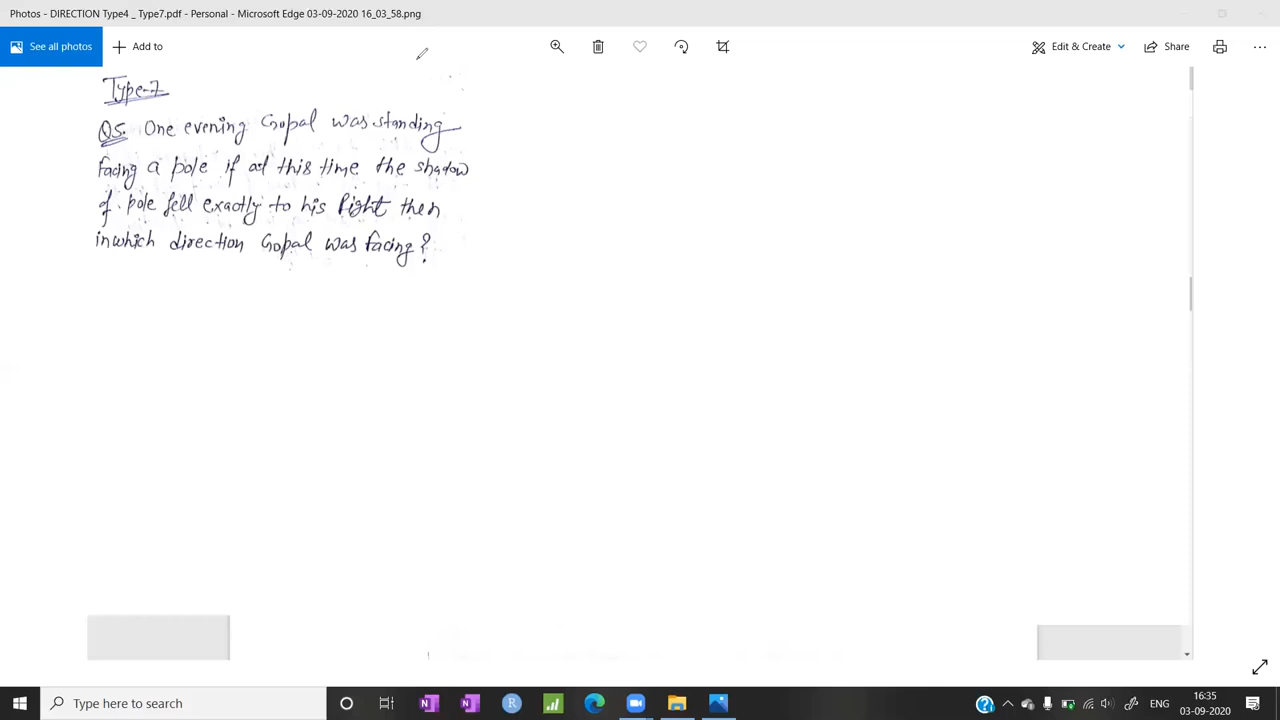 Photos - DIRECTION Type4 _ Type7.pdf - Personal - Microsoft Edge 03-09-2020 16_03_58.png
See all photos
Add to
Edit & Create
Share
Type-7
Q5. One evening Gopal was standing
facing a pole if at this time the shadow
of pole fell exactly to his right then
in which direction Gopal was facing?
Type here to search
ENG
16:35
03-09-2020